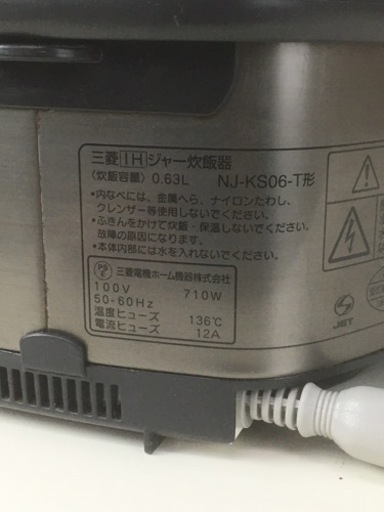 三菱IHジャー炊飯器
〈炊飯容量〉0.63L NJ-KS06-T形
・内なべには、金属へら、ナイロンたわし、
クレンザー等使用しないでください。
・ふきんをかけて炊飯・保温しないでください。
故障の原因になります。
・本体内部には水を入れないでください。
PS
E
三菱電機ホーム機器株式会社
100V 710W
50-60Hz
温度ヒューズ 136℃
電流ヒューズ 12A
JET